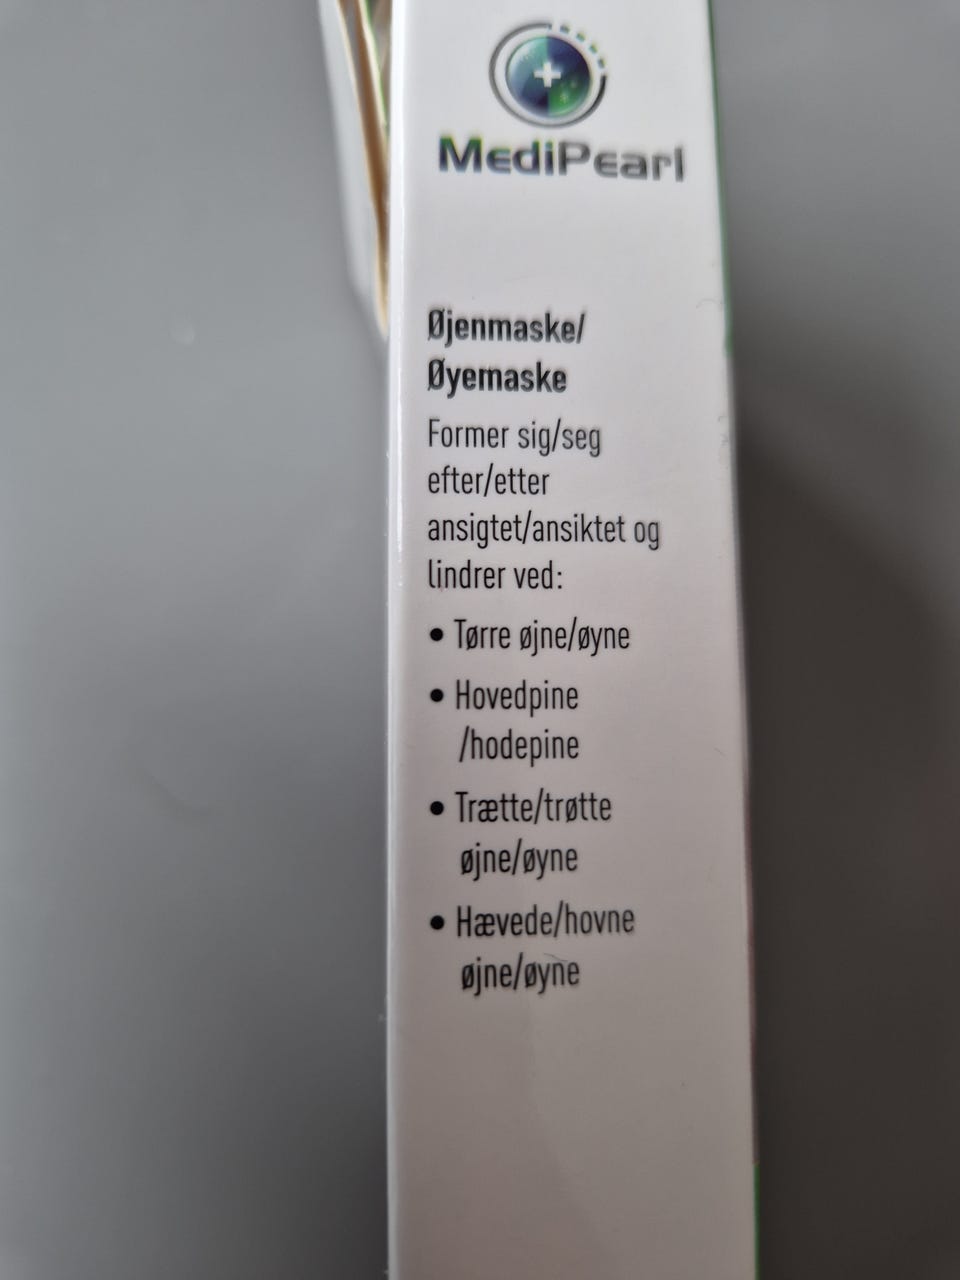 MediPearl
Øjenmaske/
Øyemaske
Former sig/seg
efter/etter
ansigtet/ansiktet og
lindrer ved:
• Tørre øjne/øyne
• Hovedpine
/hodepine
• Trætte/trøtte
øjne/øyne
• Hævede/hovne
øjne/øyne